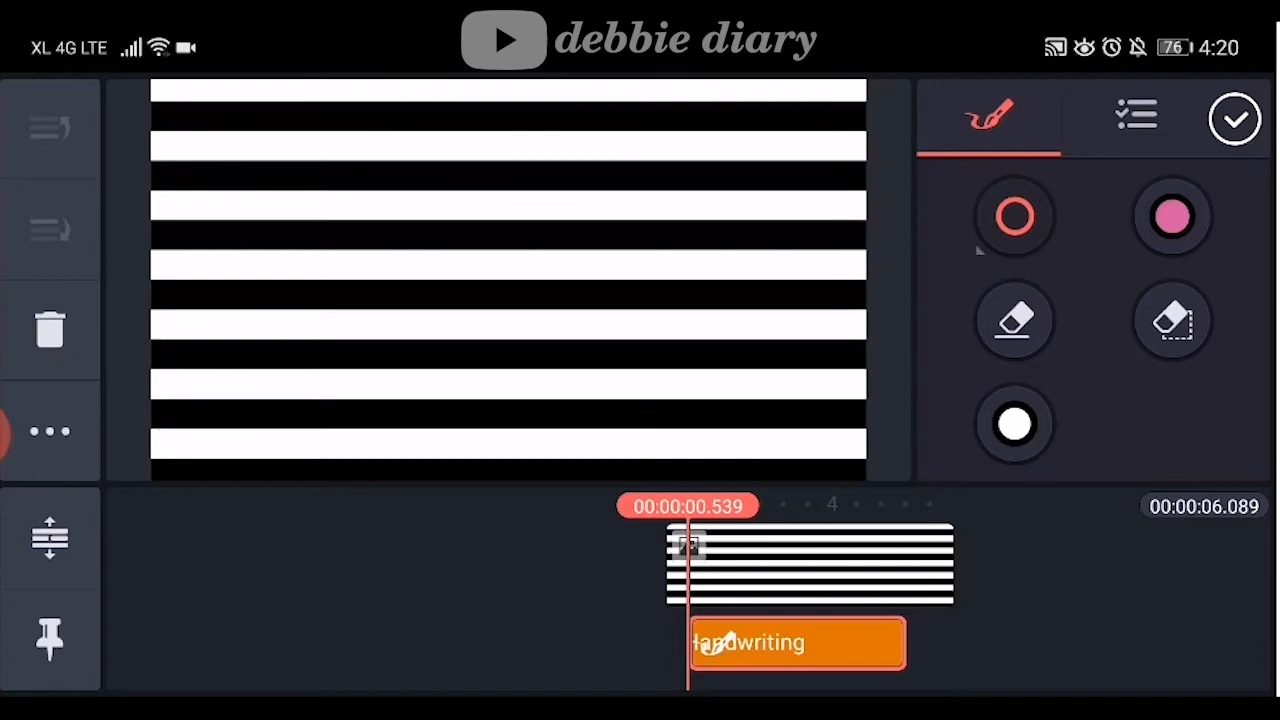 XL 4G LTE
debbie diary
76 4:20
00:00:00.539
4
00:00:06.089
Handwriting